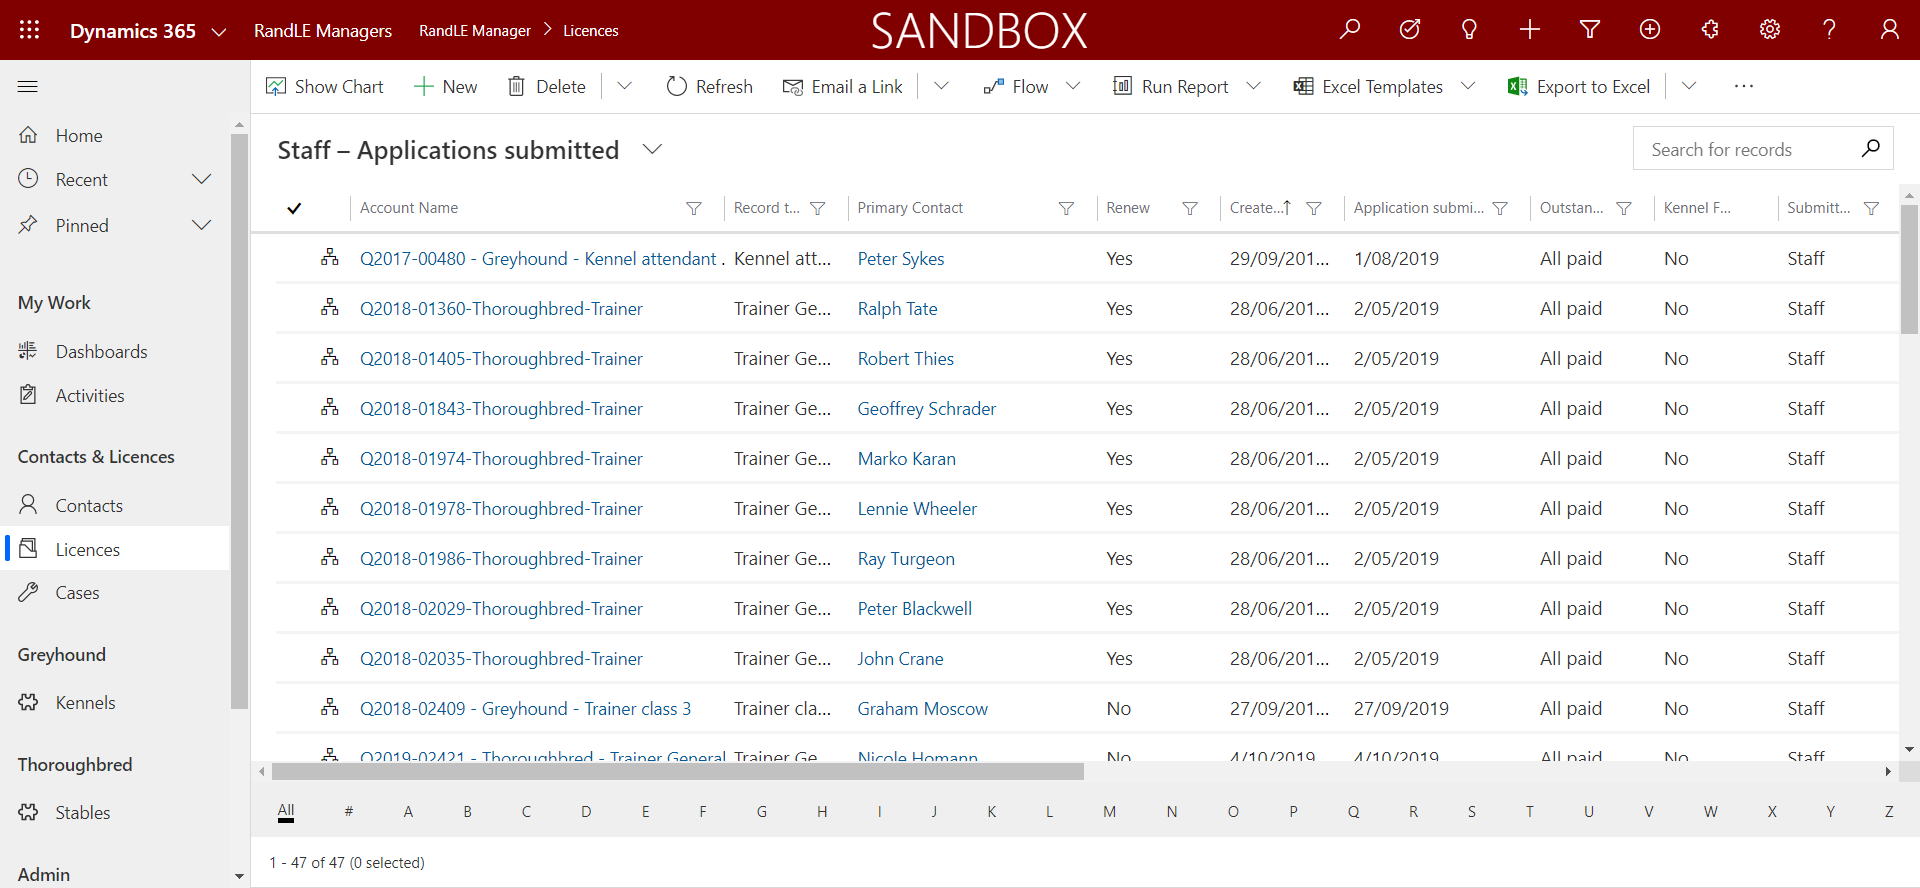 Dynamics 365 RandLE Managers RandLE Manager Licences SANDBOX
Show Chart New Delete Refresh Email a Link Flow Run Report Excel Templates Export to Excel
Home
Recent
Pinned
My Work
Dashboards
Activities
Contacts & Licences
Contacts
Licences
Cases
Greyhound
Kennels
Thoroughbred
Stables
Admin
Staff – Applications submitted
Search for records
Account Name Record t... Primary Contact Renew Create... Application submi... Outstan... Kennel F... Submitt...
Q2017-00480 - Greyhound - Kennel attendant . Kennel att... Peter Sykes Yes 29/09/201... 1/08/2019 All paid No Staff
Q2018-01360-Thoroughbred-Trainer Trainer Ge... Ralph Tate Yes 28/06/201... 2/05/2019 All paid No Staff
Q2018-01405-Thoroughbred-Trainer Trainer Ge... Robert Thies Yes 28/06/201... 2/05/2019 All paid No Staff
Q2018-01843-Thoroughbred-Trainer Trainer Ge... Geoffrey Schrader Yes 28/06/201... 2/05/2019 All paid No Staff
Q2018-01974-Thoroughbred-Trainer Trainer Ge... Marko Karan Yes 28/06/201... 2/05/2019 All paid No Staff
Q2018-01978-Thoroughbred-Trainer Trainer Ge... Lennie Wheeler Yes 28/06/201... 2/05/2019 All paid No Staff
Q2018-01986-Thoroughbred-Trainer Trainer Ge... Ray Turgeon Yes 28/06/201... 2/05/2019 All paid No Staff
Q2018-02029-Thoroughbred-Trainer Trainer Ge... Peter Blackwell Yes 28/06/201... 2/05/2019 All paid No Staff
Q2018-02035-Thoroughbred-Trainer Trainer Ge... John Crane Yes 28/06/201... 2/05/2019 All paid No Staff
Q2018-02409 - Greyhound - Trainer class 3 Trainer cla... Graham Moscow No 27/09/201... 27/09/2019 All paid No Staff
Q2019-02421 - Thoroughbred - Trainer General Trainer Ge... Nicole Homann No 4/10/2019 4/10/2019 All paid No Staff
All # A B C D E F G H I J K L M N O P Q R S T U V W X Y Z
1 - 47 of 47 (0 selected)